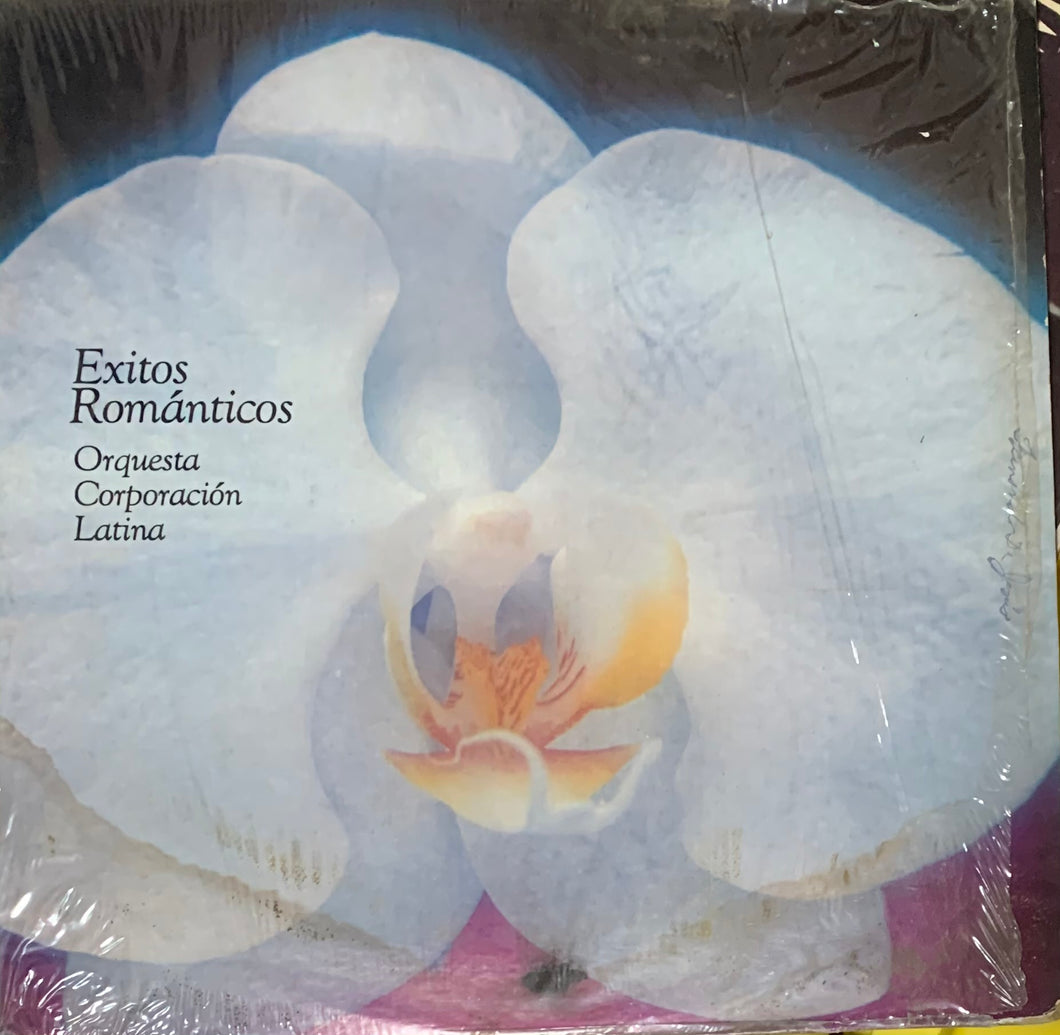 Exitos
Románticos
Orquesta
Corporación
Latina